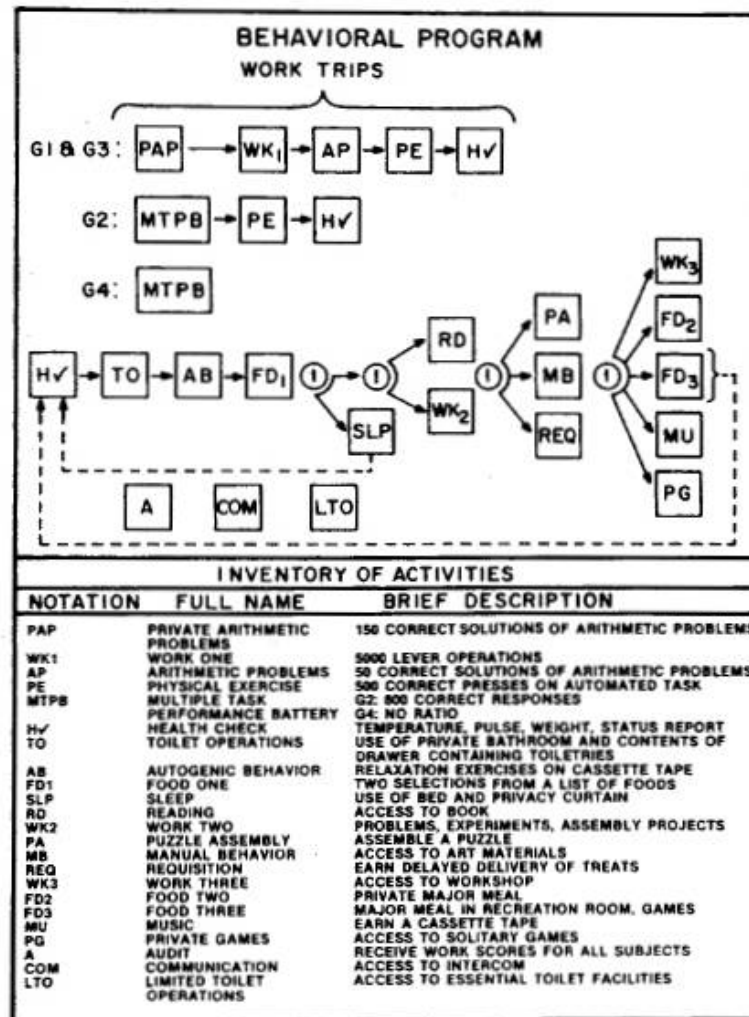 BEHAVIORAL PROGRAM
WORK TRIPS
G1 & G3: PAP WK₁ AP PE H✓
G2: MTPB PE H✓
G4: MTPB
WK₃
FD₂
PA
RD
H✓ TO AB FD₁ 1 1 1 MB 1 FD₃
WK₂
SLP
REQ
MU
PG
A COM LTO
INVENTORY OF ACTIVITIES
NOTATION FULL NAME BRIEF DESCRIPTION
PAP PRIVATE ARITHMETIC 150 CORRECT SOLUTIONS OF ARITHMETIC PROBLEMS
PROBLEMS
WK1 WORK ONE 5000 LEVER OPERATIONS
AP ARITHMETIC PROBLEMS 50 CORRECT SOLUTIONS OF ARITHMETIC PROBLEMS
PE PHYSICAL EXERCISE 500 CORRECT PRESSES ON AUTOMATED TASK
MTPB MULTIPLE TASK G2: 800 CORRECT RESPONSES
PERFORMANCE BATTERY G4: NO RATIO
H✓ HEALTH CHECK TEMPERATURE, PULSE, WEIGHT, STATUS REPORT
TO TOILET OPERATIONS USE OF PRIVATE BATHROOM AND CONTENTS OF
DRAWER CONTAINING TOILETRIES
AB AUTOGENIC BEHAVIOR RELAXATION EXERCISES ON CASSETTE TAPE
FD1 FOOD ONE TWO SELECTIONS FROM A LIST OF FOODS
SLP SLEEP USE OF BED AND PRIVACY CURTAIN
RD READING ACCESS TO BOOK
WK2 WORK TWO PROBLEMS, EXPERIMENTS, ASSEMBLY PROJECTS
PA PUZZLE ASSEMBLY ASSEMBLE A PUZZLE
MB MANUAL BEHAVIOR ACCESS TO ART MATERIALS
REQ REQUISITION EARN DELAYED DELIVERY OF TREATS
WK3 WORK THREE ACCESS TO WORKSHOP
FD2 FOOD TWO PRIVATE MAJOR MEAL
FD3 FOOD THREE MAJOR MEAL IN RECREATION ROOM, GAMES
MU MUSIC EARN A CASSETTE TAPE
PG PRIVATE GAMES ACCESS TO SOLITARY GAMES
A AUDIT RECEIVE WORK SCORES FOR ALL SUBJECTS
COM COMMUNICATION ACCESS TO INTERCOM
LTO LIMITED TOILET ACCESS TO ESSENTIAL TOILET FACILITIES
OPERATIONS